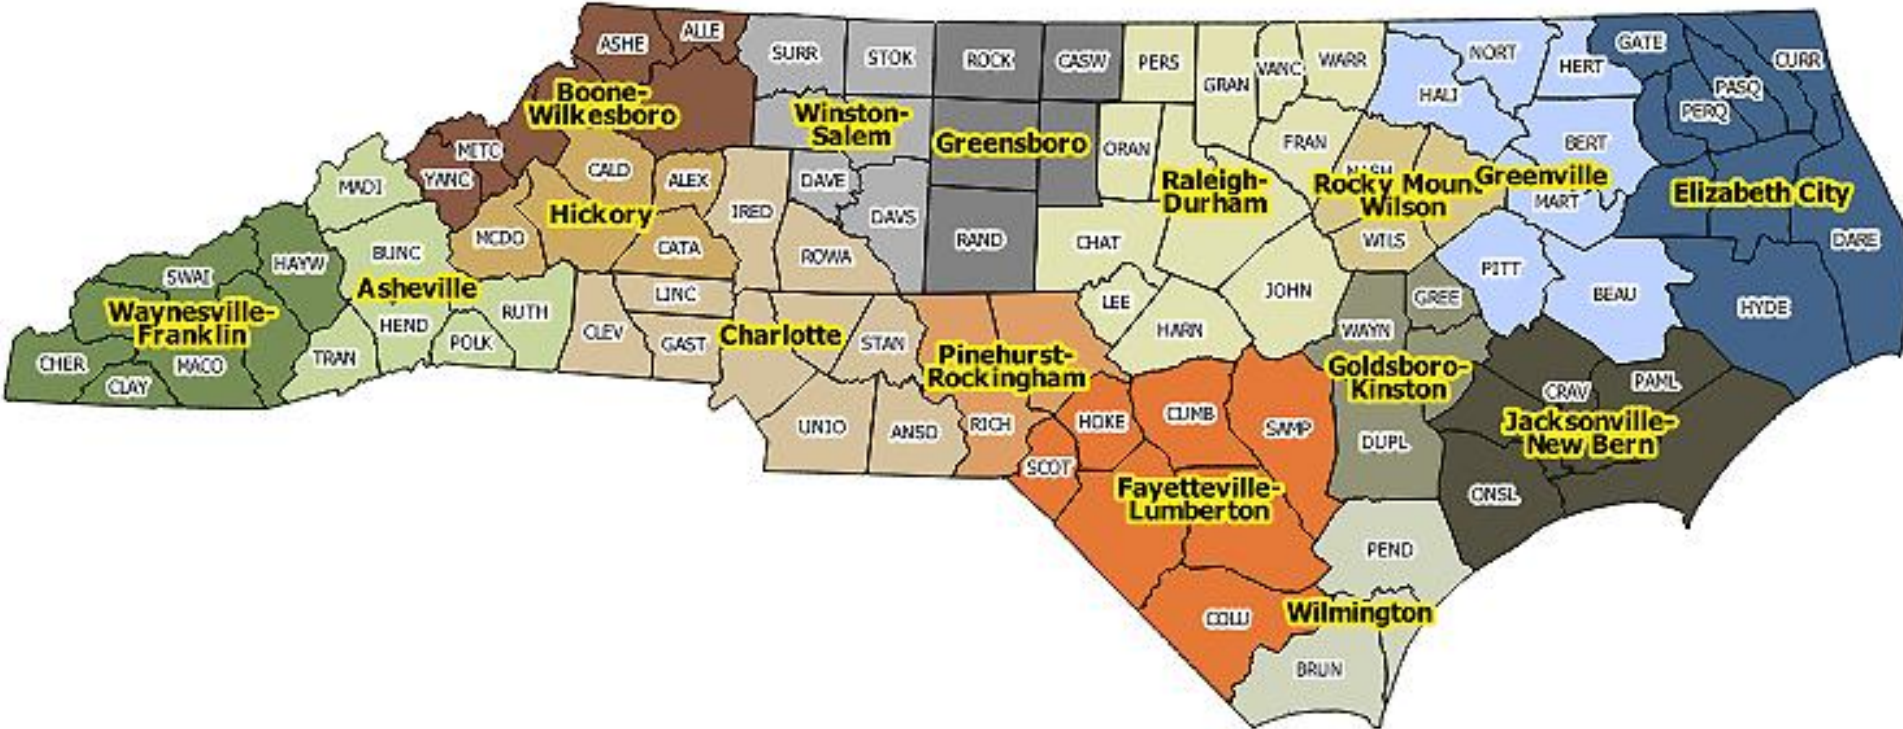 ASHE
ALLE
SURR
STOK
ROCK
CASW
PERS
GRAN
VANC
WARR
NORT
HERT
GATE
CURR
HALI
PASQ
PERQ
Boone-
Wilkesboro
Winston-
Salem
Greensboro
ORAN
FRAN
NASH
BERT
MITC
YANC
MADI
CALD
ALEX
DAVE
IRED
DAVS
Hickory
Raleigh-
Durham
Rocky Mount
Wilson
Greenville
MART
Elizabeth City
MCDO
CATA
ROWA
RAND
CHAT
WILS
DARE
SWAI
HAYW
BUNC
Asheville
PITT
BEAU
HYDE
Waynesville-
Franklin
HEND
RUTH
POLK
TRAN
LINC
CLEV
GAST
Charlotte
STAN
LEE
HARN
JOHN
GREE
WAYN
CHER
CLAY
MACO
Pinehurst-
Rockingham
Goldsboro-
Kinston
CRAV
PAML
Jacksonville-
New Bern
UNIO
ANSO
RICH
HOKE
CUMB
SAMP
DUPL
SCOT
Fayetteville-
Lumberton
ONSL
PEND
COLU
Wilmington
BRUN